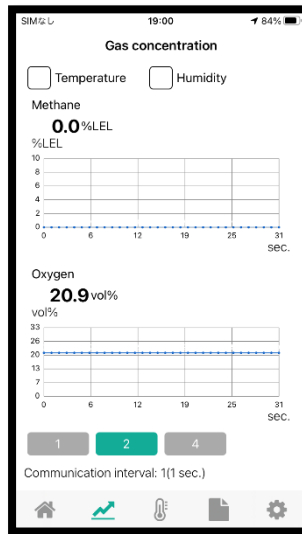 SIMなし 19:00 84%
Gas concentration
Temperature Humidity
Methane
0.0 %LEL
%LEL
10
8
6
4
2
0
0 6 12 19 25 31
sec.
Oxygen
20.9 vol%
vol%
33
26
20
13
7
0
0 6 12 19 25 31
sec.
1 2 4
Communication interval: 1(1 sec.)